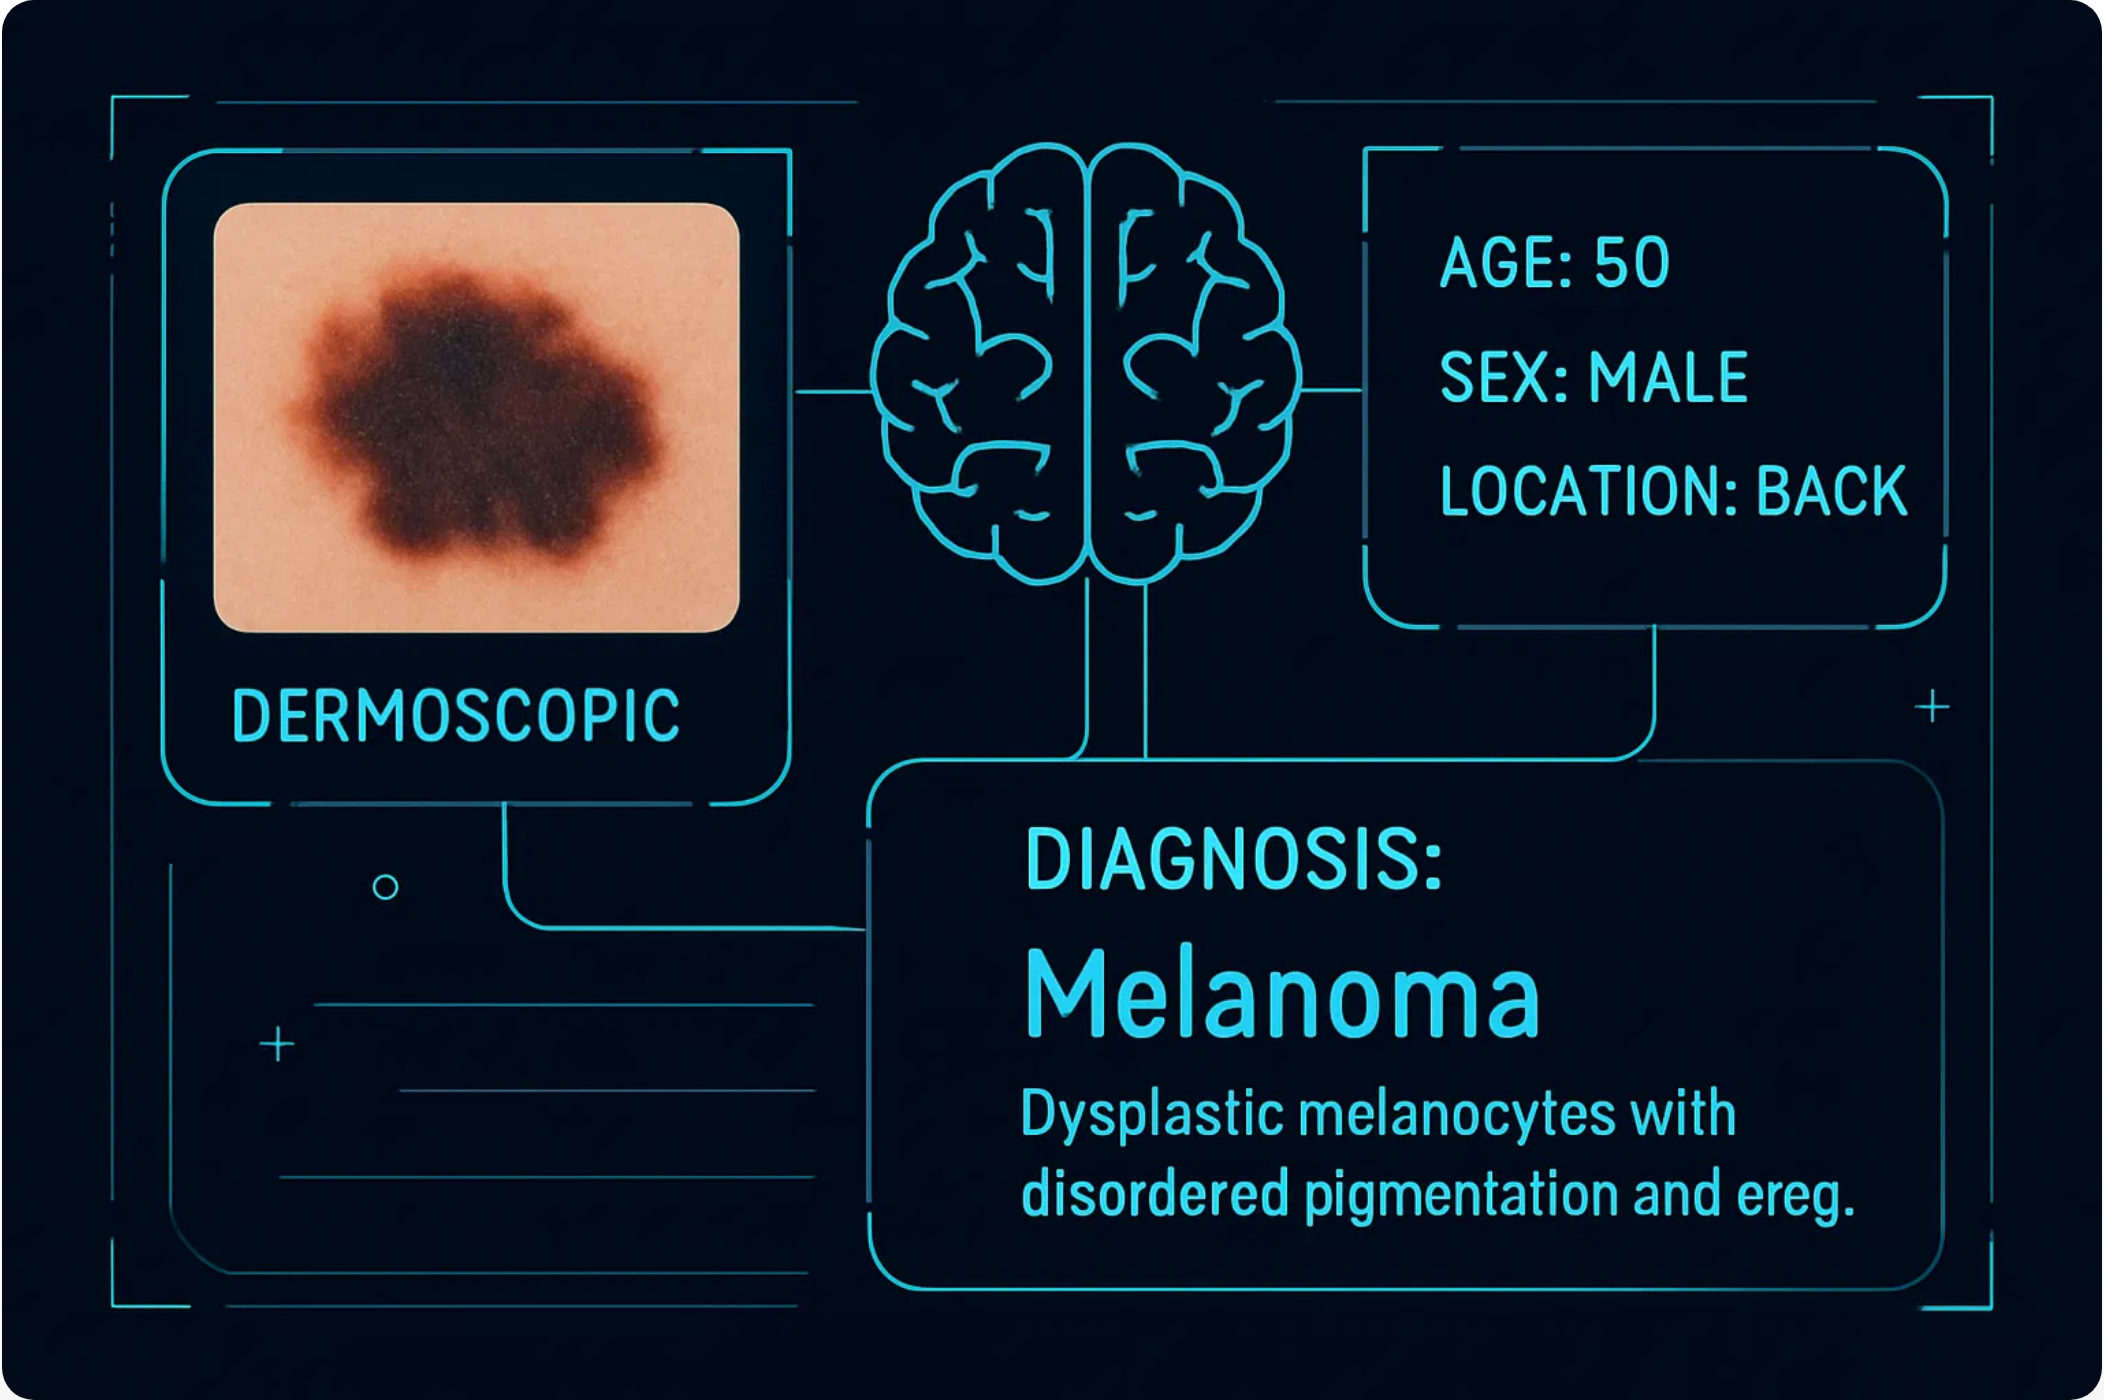 DERMOSCOPIC
AGE: 50
SEX: MALE
LOCATION: BACK
DIAGNOSIS:
Melanoma
Dysplastic melanocytes with
disordered pigmentation and ereg.